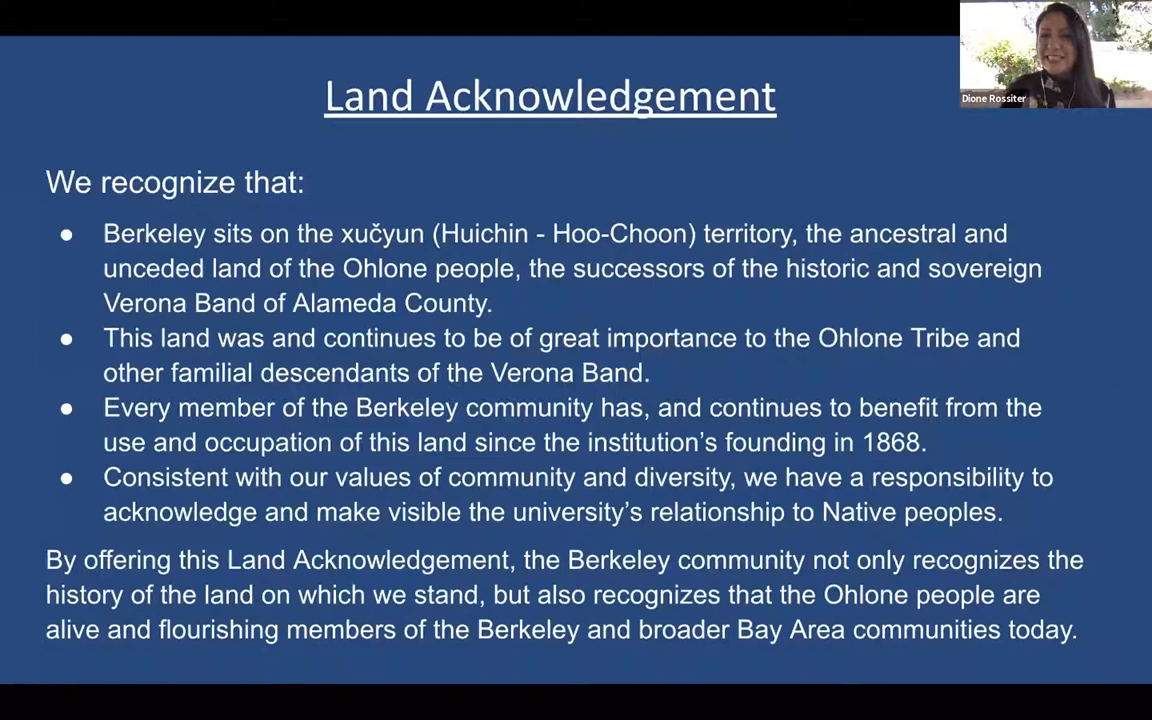 Land Acknowledgement
Dione Rossiter
We recognize that:
● Berkeley sits on the xučyun (Huichin - Hoo-Choon) territory, the ancestral and
unceded land of the Ohlone people, the successors of the historic and sovereign
Verona Band of Alameda County.
● This land was and continues to be of great importance to the Ohlone Tribe and
other familial descendants of the Verona Band.
● Every member of the Berkeley community has, and continues to benefit from the
use and occupation of this land since the institution’s founding in 1868.
● Consistent with our values of community and diversity, we have a responsibility to
acknowledge and make visible the university’s relationship to Native peoples.
By offering this Land Acknowledgement, the Berkeley community not only recognizes the
history of the land on which we stand, but also recognizes that the Ohlone people are
alive and flourishing members of the Berkeley and broader Bay Area communities today.